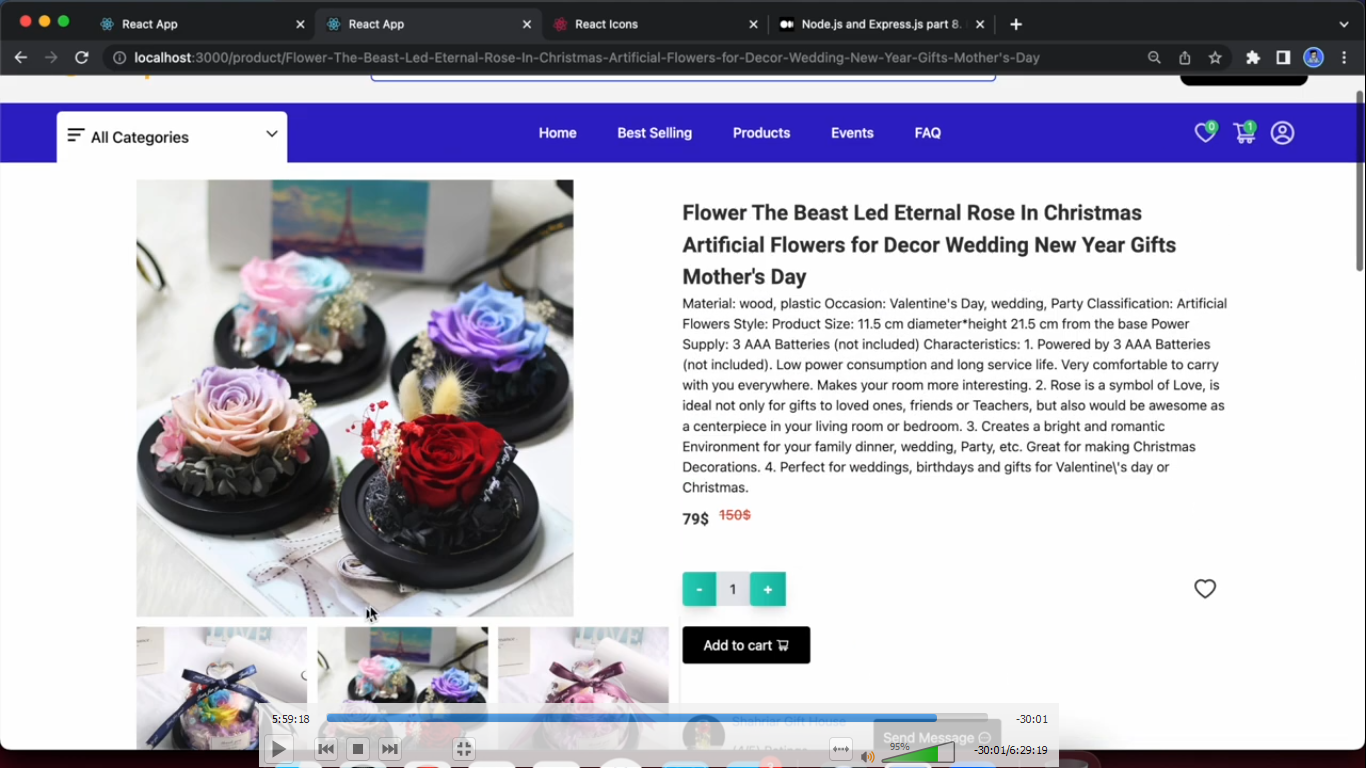 React App
React App
React Icons
Node.js and Express.js part 8.
localhost:3000/product/Flower-The-Beast-Led-Eternal-Rose-In-Christmas-Artificial-Flowers-for-Decor-Wedding-New-Year-Gifts-Mother's-Day
All Categories
Home Best Selling Products Events FAQ
0 1
Flower The Beast Led Eternal Rose In Christmas
Artificial Flowers for Decor Wedding New Year Gifts
Mother's Day
Material: wood, plastic Occasion: Valentine's Day, wedding, Party Classification: Artificial
Flowers Style: Product Size: 11.5 cm diameter*height 21.5 cm from the base Power
Supply: 3 AAA Batteries (not included) Characteristics: 1. Powered by 3 AAA Batteries
(not included). Low power consumption and long service life. Very comfortable to carry
with you everywhere. Makes your room more interesting. 2. Rose is a symbol of Love, is
ideal not only for gifts to loved ones, friends or Teachers, but also would be awesome as
a centerpiece in your living room or bedroom. 3. Creates a bright and romantic
Environment for your family dinner, wedding, Party, etc. Great for making Christmas
Decorations. 4. Perfect for weddings, birthdays and gifts for Valentine\'s day or
Christmas.
79$ 150$
- 1 +
Add to cart
Shahriar Gift House
(4/5) Ratings
Send Message
5:59:18
-30:01
95%
-30:01/6:29:19